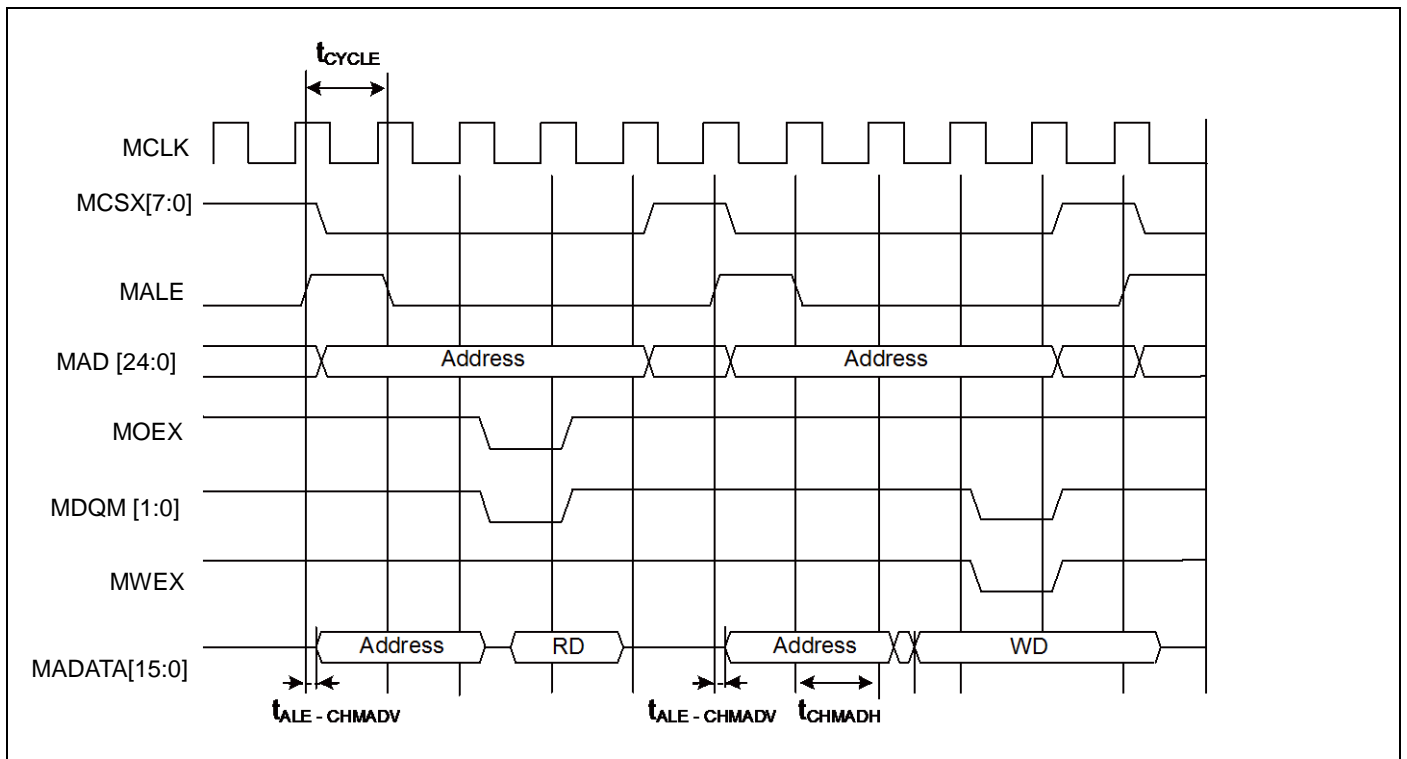 tCYCLE
MCLK
MCSX[7:0]
MALE
MAD [24:0] Address Address
MOEX
MDQM [1:0]
MWEX
MADATA[15:0] Address RD Address WD
tALE - CHMADV tALE - CHMADV tCHMADH